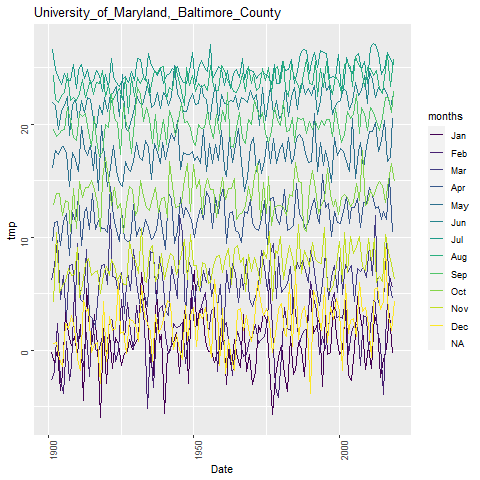 University_of_Maryland,_Baltimore_County
tmp
20
10
0
1900
1950
2000
Date
months
Jan
Feb
Mar
Apr
May
Jun
Jul
Aug
Sep
Oct
Nov
Dec
NA